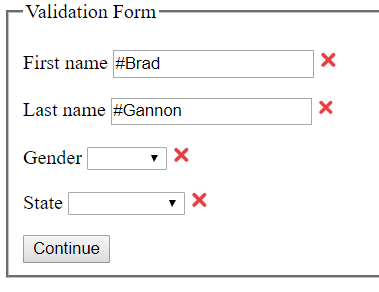 Validation Form
First name #Brad
Last name #Gannon
Gender
State
Continue